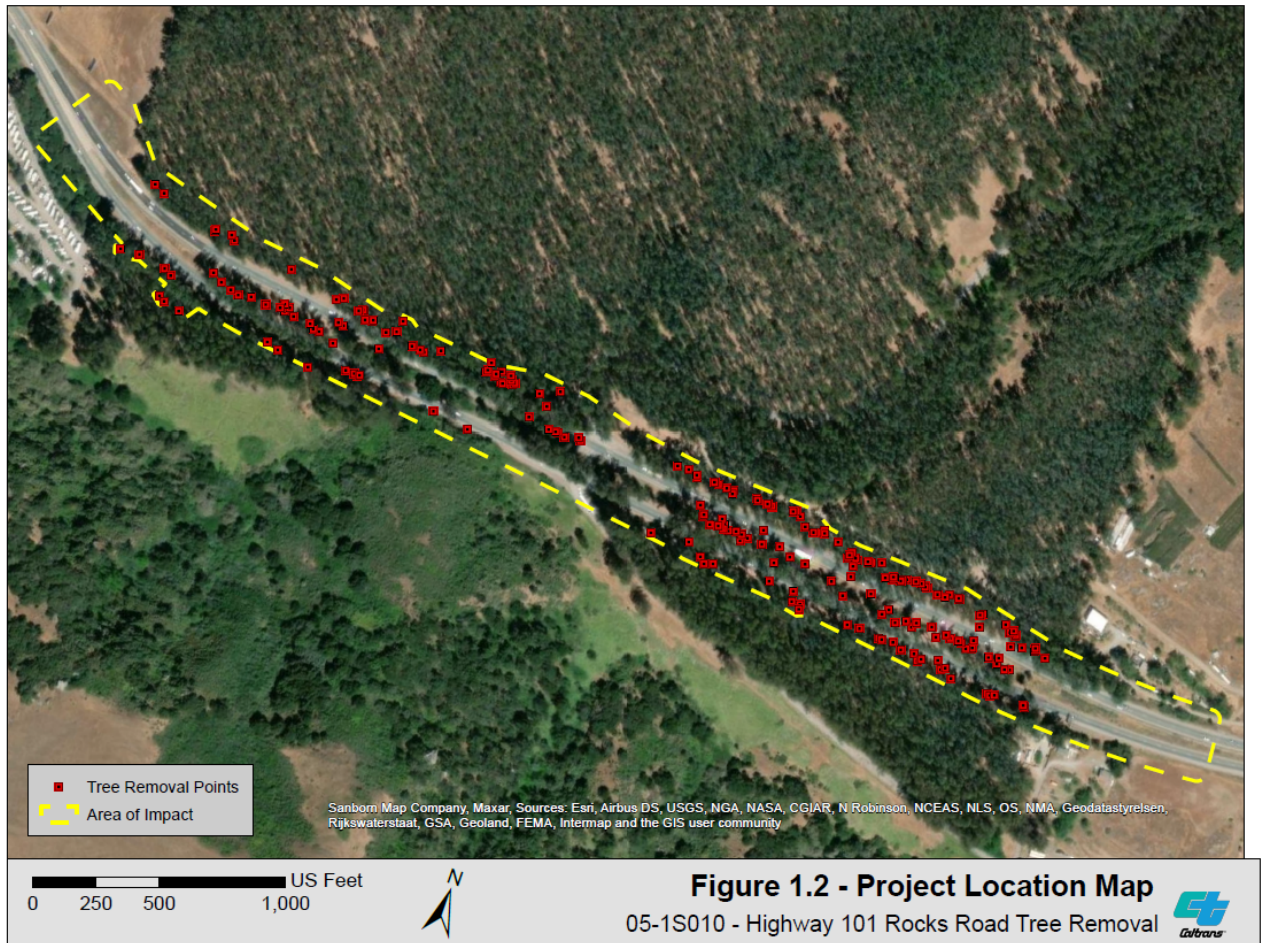 Tree Removal Points
Area of Impact
Sanborn Map Company, Maxar, Sources: Esri, Airbus DS, USGS, NGA, NASA, CGIAR, N Robinson, NCEAS, NLS, OS, NMA, Geodatastyrelsen,
Rijkswaterstaat, GSA, Geoland, FEMA, Intermap and the GIS user community
US Feet
0 250 500 1,000
N
Figure 1.2 - Project Location Map
05-1S010 - Highway 101 Rocks Road Tree Removal
Caltrans